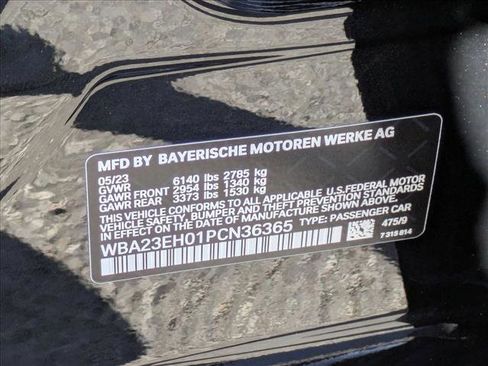 MFD BY BAYERISCHE MOTOREN WERKE AG
05/23
GVWR 6140 lbs 2785 kg
GAWR FRONT 2954 lbs 1340 kg
GAWR REAR 3373 lbs 1530 kg
THIS VEHICLE CONFORMS TO ALL APPLICABLE U.S.FEDERAL MOTOR
VEHICLE SAFETY, BUMPER AND THEFT PREVENTION STANDARDS
IN EFFECT ON THE DATE OF MANUFACTURE SHOWN ABOVE.
WBA23EH01PCN36365 TYPE: PASSENGER CAR
475/9
7 315 814